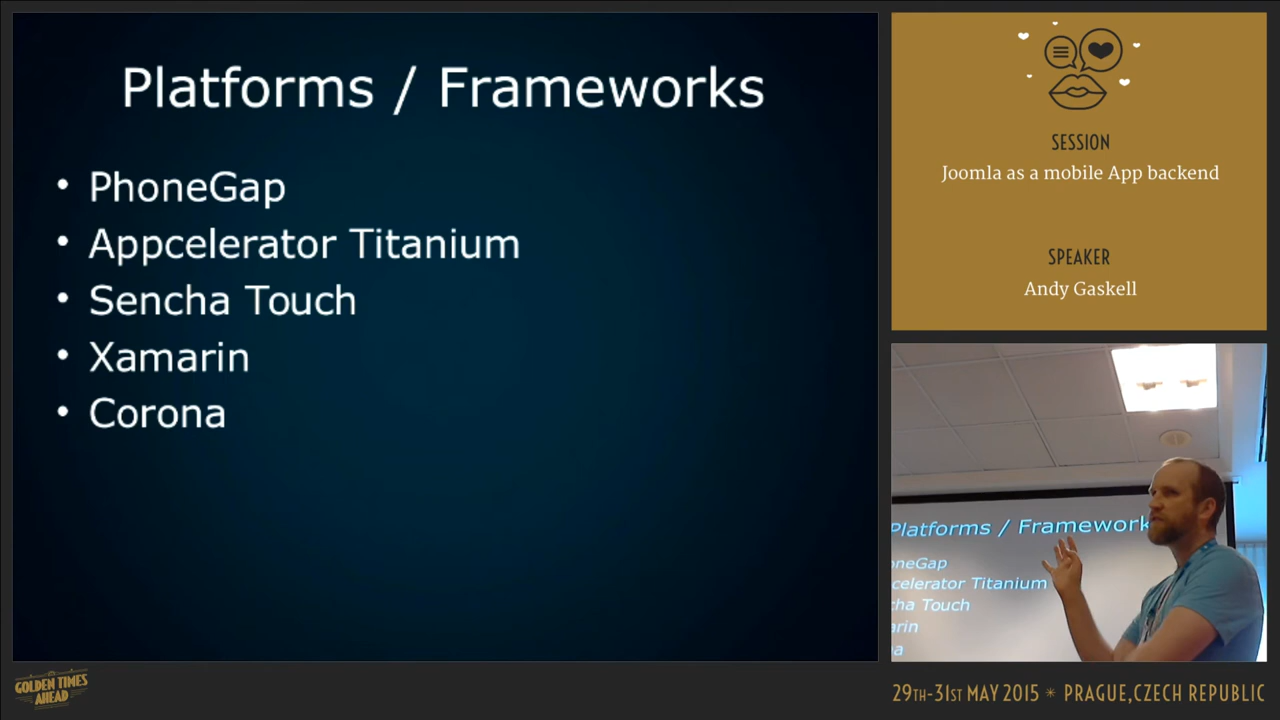 Platforms / Frameworks
• PhoneGap
• Appcelerator Titanium
• Sencha Touch
• Xamarin
• Corona
SESSION
Joomla as a mobile App backend
SPEAKER
Andy Gaskell
Platforms / Framework
oneGap
celerator Titanium
cha Touch
arin
a
GOLDEN TIMES
AHEAD
29TH-31ST MAY 2015 * PRAGUE,CZECH REPUBLIC